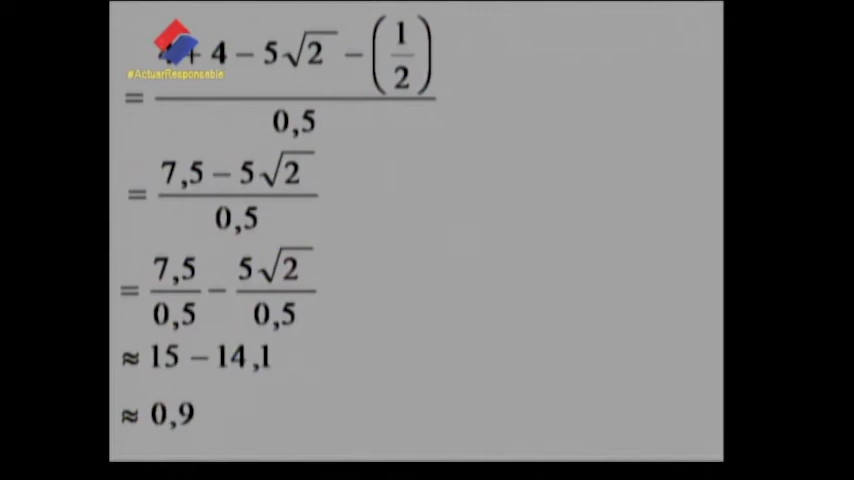 4 + 4 – 5√2 – (1/2)
#ActuarResponsable
= ―
0,5
7,5 – 5√2
= ―
0,5
7,5 5√2
= ― – ―
0,5 0,5
≈ 15 – 14,1
≈ 0,9